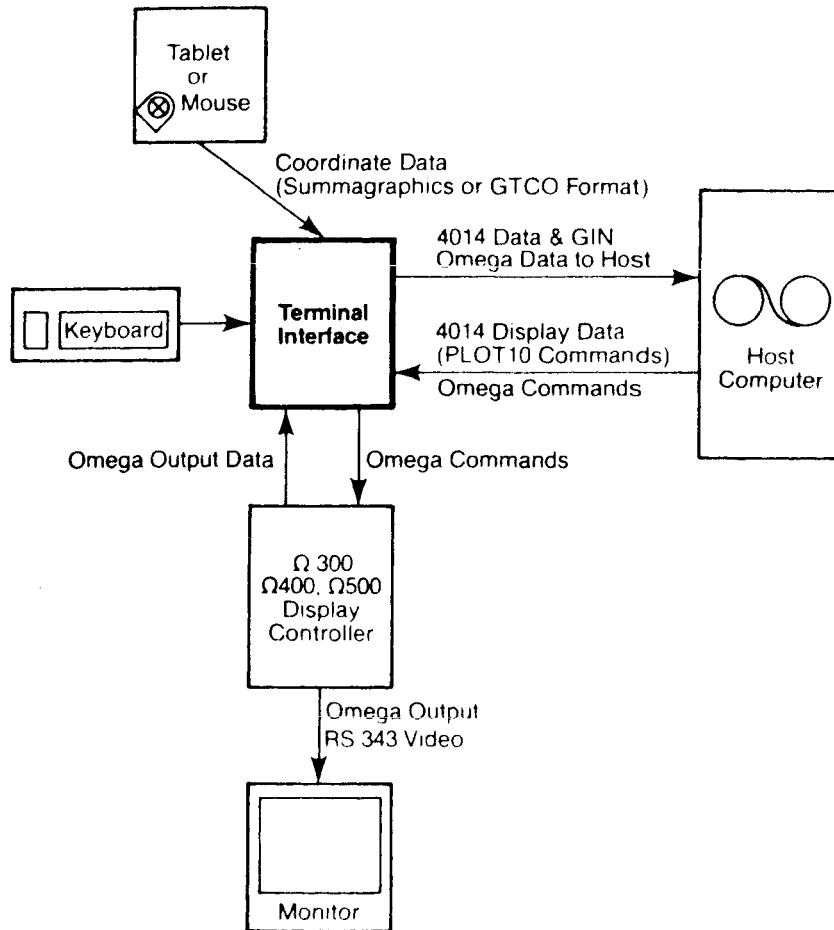 Tablet
or
Mouse
Coordinate Data
(Summagraphics or GTCO Format)
4014 Data & GIN
Omega Data to Host
Terminal
Interface
Keyboard
4014 Display Data
(PLOT10 Commands)
Omega Commands
Host
Computer
Omega Output Data
Omega Commands
Ω 300
Ω400, Ω500
Display
Controller
Omega Output
RS 343 Video
Monitor